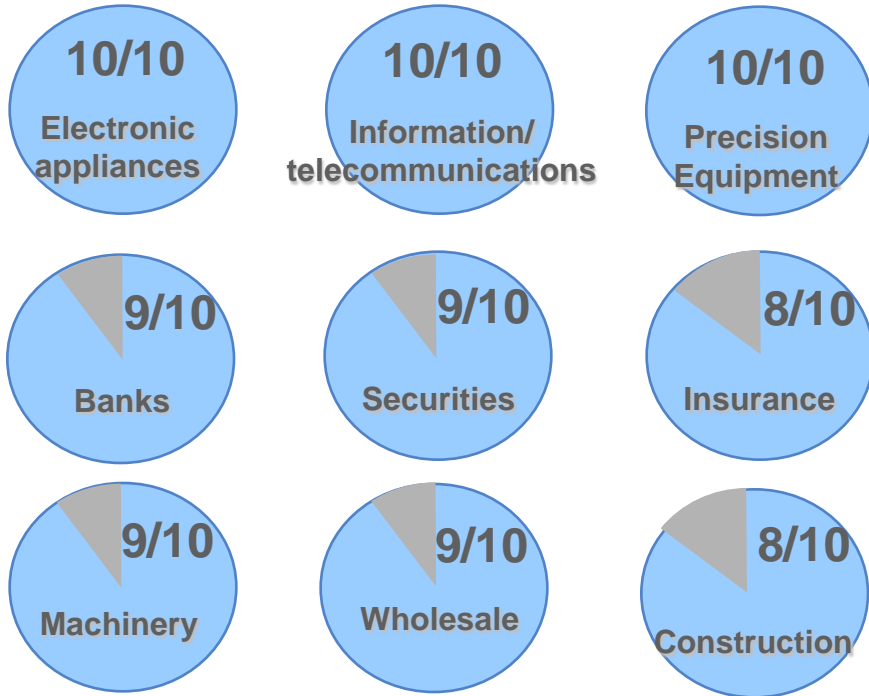 10/10
Electronic
appliances
10/10
Information/
telecommunications
10/10
Precision
Equipment
9/10
Banks
9/10
Securities
8/10
Insurance
9/10
Machinery
9/10
Wholesale
8/10
Construction